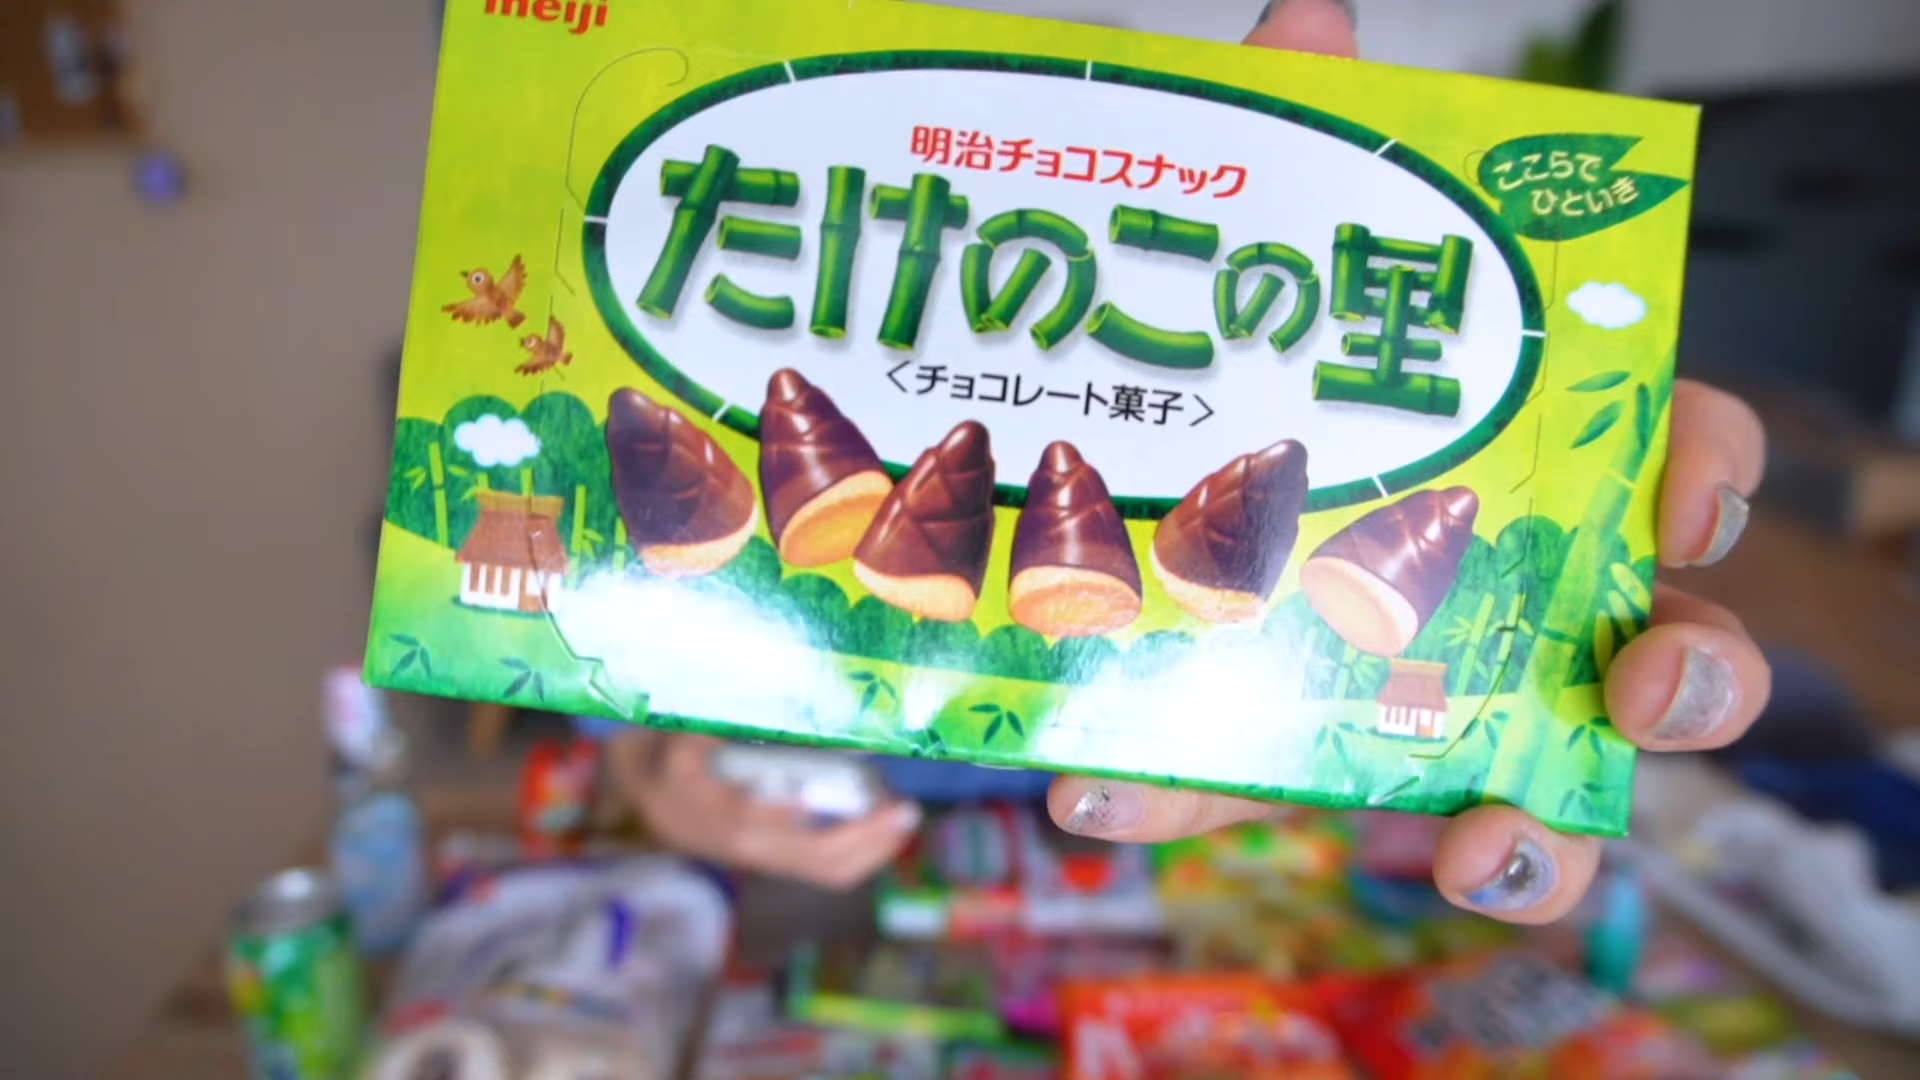 meiji
明治チョコスナック
たけのこの里
〈チョコレート菓子〉
ここらで
ひといき